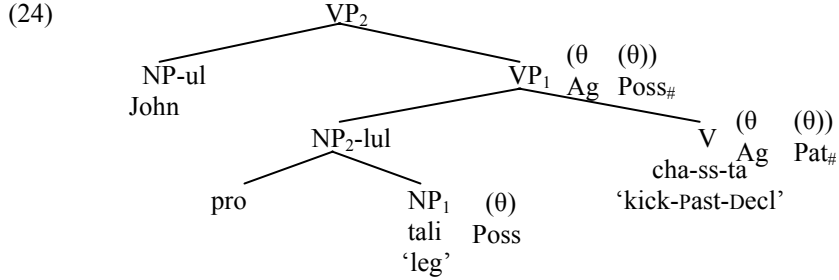 (24) VP₂
NP-ul VP₁ (θ (θ))
John Ag Poss#
NP₂-lul V (θ (θ))
cha-ss-ta Ag Pat#
pro NP₁ (θ) ‘kick-Past-Decl’
tali Poss
‘leg’